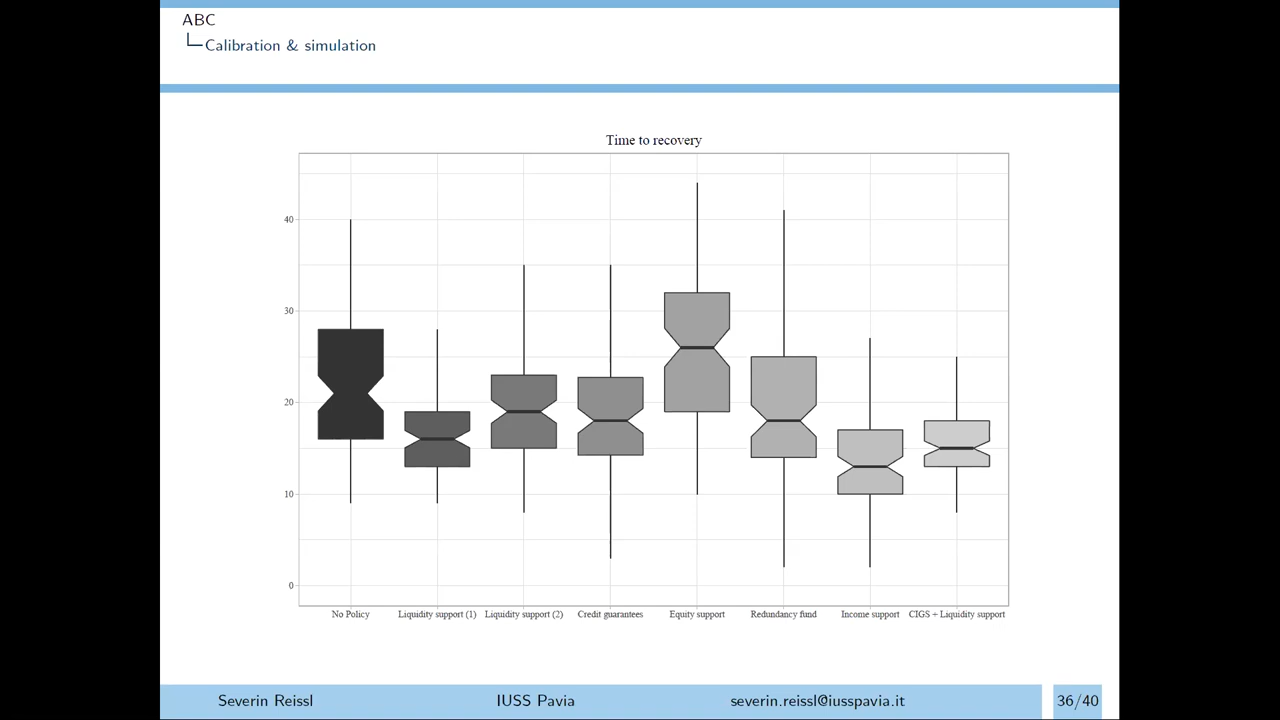 ABC
Calibration & simulation
Time to recovery
40
30
20
10
0
No Policy Liquidity support (1) Liquidity support (2) Credit guarantees Equity support Redundancy fund Income support CIGS + Liquidity support
Severin Reissl IUSS Pavia severin.reissl@iusspavia.it 36/40